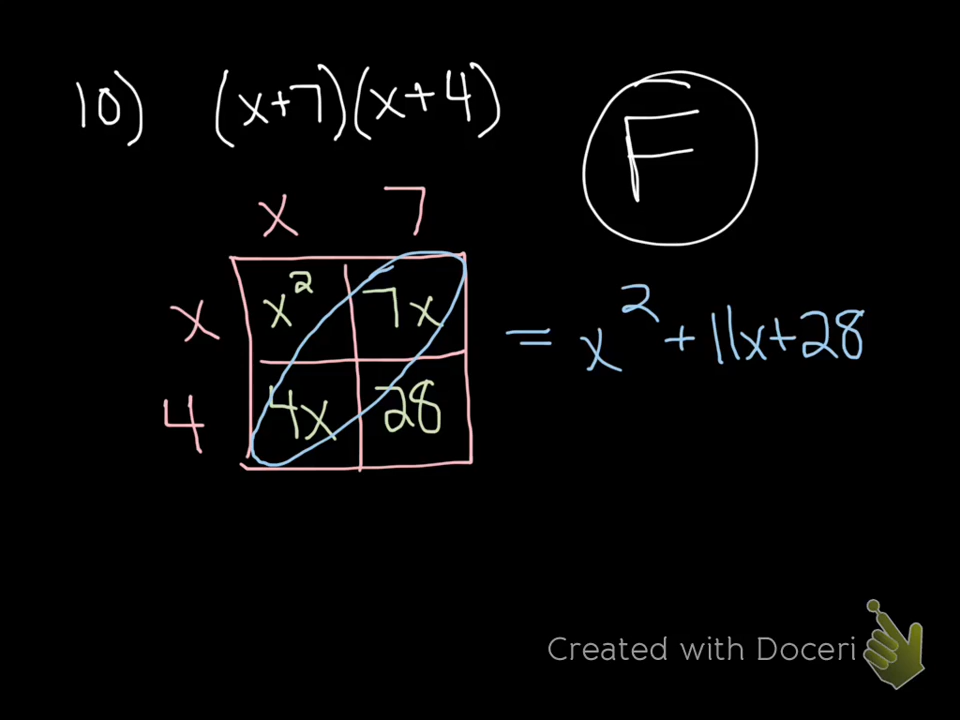 10) (x+7)(x+4)
F
x 7
x x² 7x
= x² + 11x + 28
4 4x 28
Created with Doceri